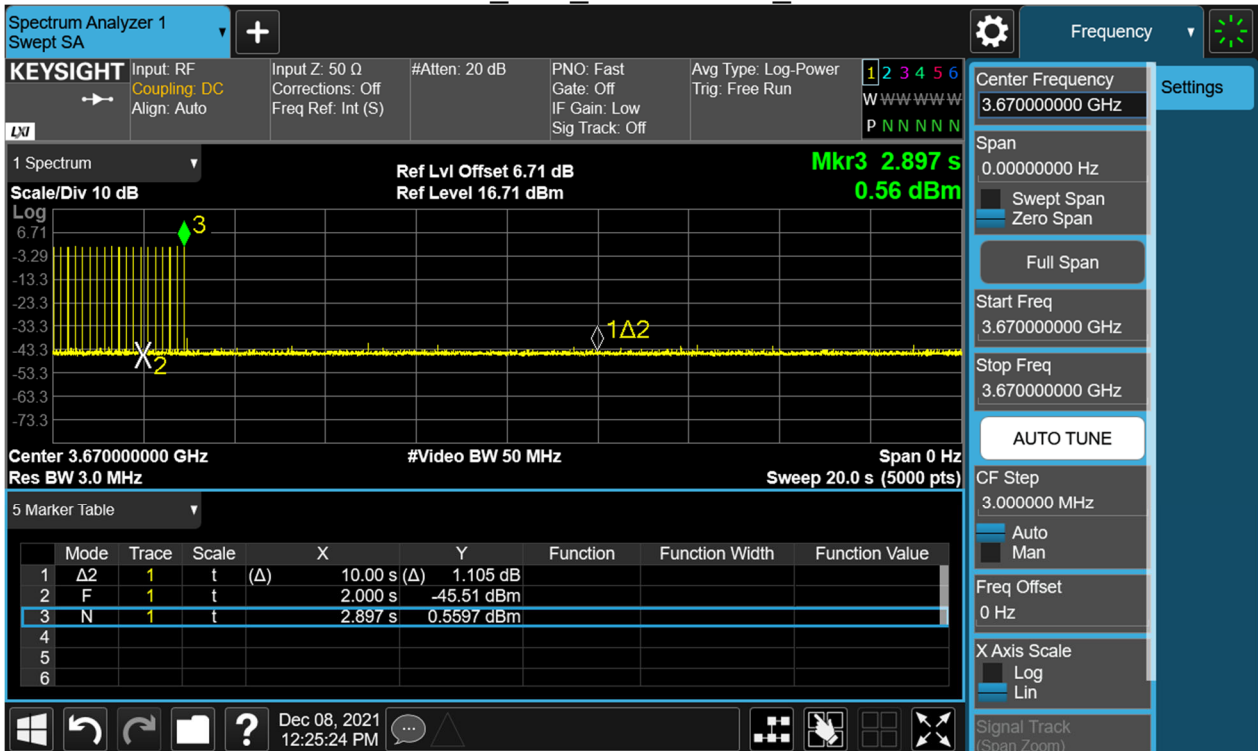 Spectrum Analyzer 1
Swept SA
+
Frequency
KEYSIGHT
LXI
Input: RF
Coupling: DC
Align: Auto
Input Z: 50 Ω
Corrections: Off
Freq Ref: Int (S)
#Atten: 20 dB
PNO: Fast
Gate: Off
IF Gain: Low
Sig Track: Off
Avg Type: Log-Power
Trig: Free Run
1 2 3 4 5 6
W W W W W W
P N N N N N
1 Spectrum
Scale/Div 10 dB
Ref Lvl Offset 6.71 dB
Ref Level 16.71 dBm
Mkr3 2.897 s
0.56 dBm
Log
6.71
-3.29
-13.3
-23.3
-33.3
-43.3
-53.3
-63.3
-73.3
3
1Δ2
X2
Center 3.670000000 GHz
#Video BW 50 MHz
Span 0 Hz
Res BW 3.0 MHz
Sweep 20.0 s (5000 pts)
5 Marker Table
Mode Trace Scale X Y Function Function Width Function Value
1 Δ2 1 t (Δ) 10.00 s (Δ) 1.105 dB
2 F 1 t 2.000 s -45.51 dBm
3 N 1 t 2.897 s 0.5597 dBm
4
5
6
?
Dec 08, 2021
12:25:24 PM
Center Frequency
3.670000000 GHz
Settings
Span
0.00000000 Hz
Swept Span
Zero Span
Full Span
Start Freq
3.670000000 GHz
Stop Freq
3.670000000 GHz
AUTO TUNE
CF Step
3.000000 MHz
Auto
Man
Freq Offset
0 Hz
X Axis Scale
Log
Lin
Signal Track
(Span Zoom)